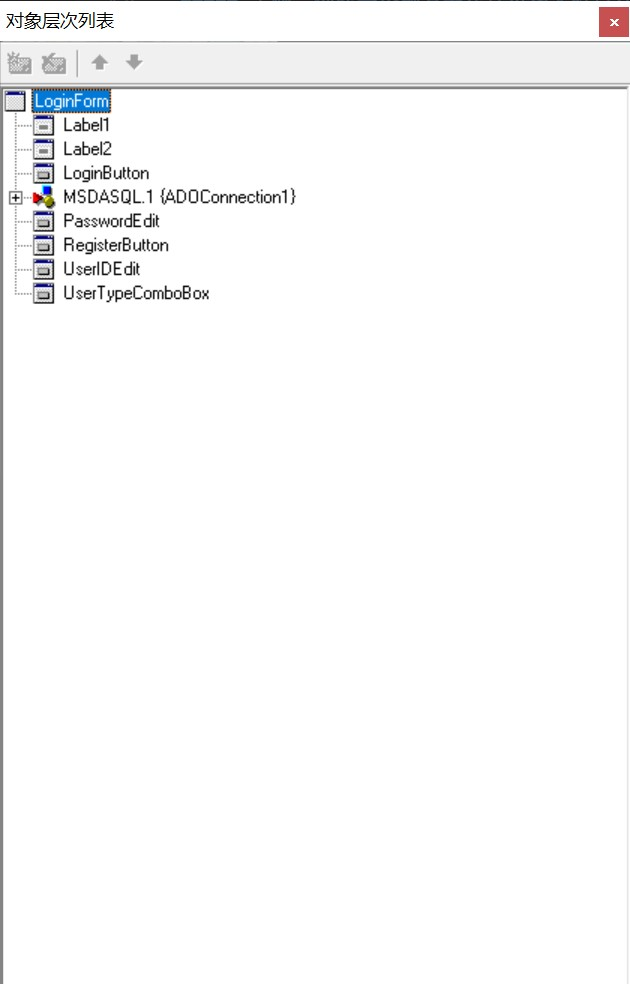 对象层次列表
LoginForm
Label1
Label2
LoginButton
MSDASQL.1 {ADOConnection1}
PasswordEdit
RegisterButton
UserIDEdit
UserTypeComboBox